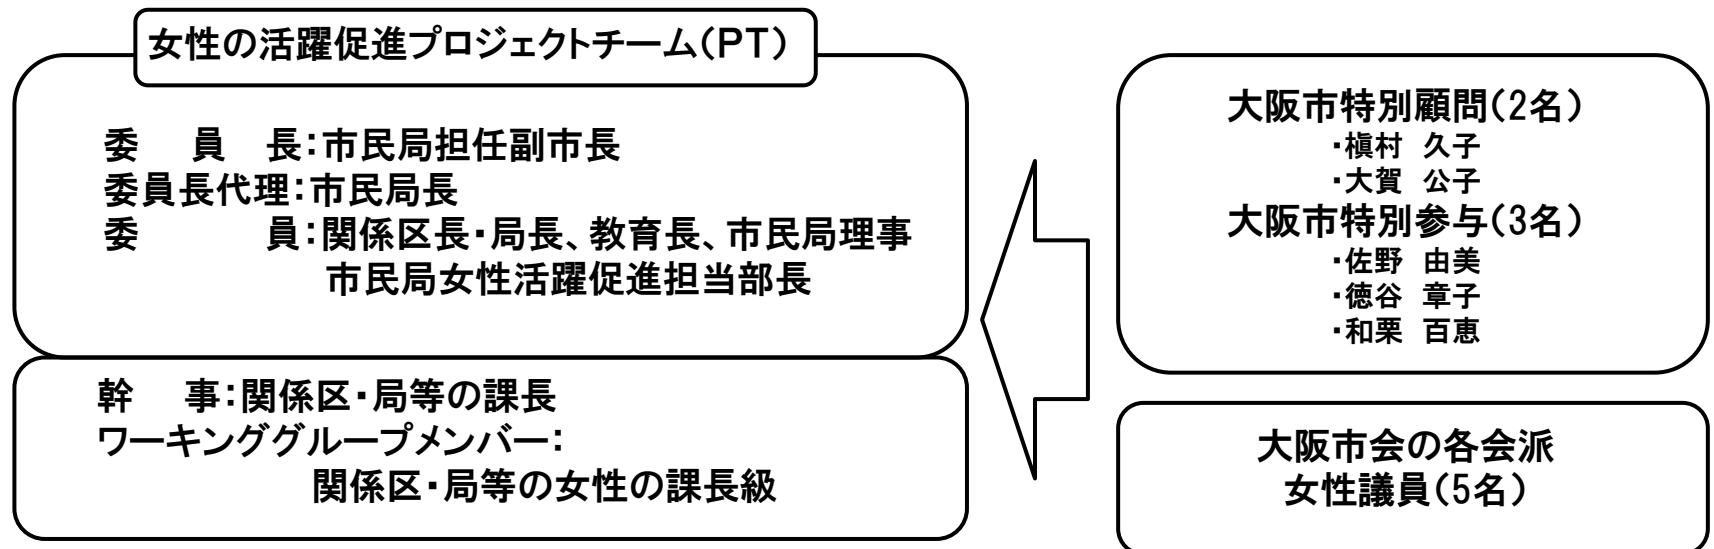 女性の活躍促進プロジェクトチーム(PT)
委　員　長:市民局担任副市長
委員長代理:市民局長
委　　　員:関係区長・局長、教育長、市民局理事
市民局女性活躍促進担当部長
幹　事:関係区・局等の課長
ワーキンググループメンバー:
関係区・局等の女性の課長級
大阪市特別顧問(2名)
・槇村　久子
・大賀　公子
大阪市特別参与(3名)
・佐野　由美
・徳谷　章子
・和栗　百恵
大阪市会の各会派
女性議員(5名)